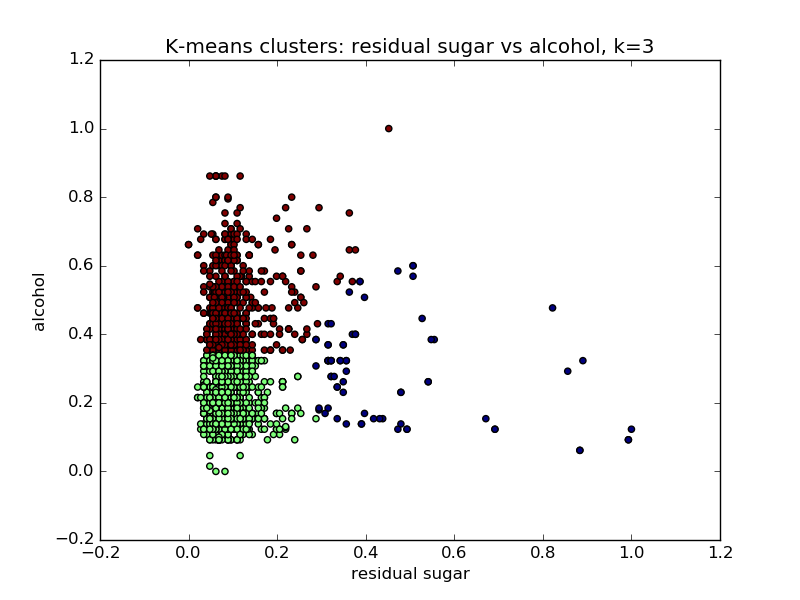 K-means clusters: residual sugar vs alcohol, k=3
1.2
1.0
0.8
0.6
0.4
0.2
0.0
−0.2
alcohol
−0.2 0.0 0.2 0.4 0.6 0.8 1.0 1.2
residual sugar